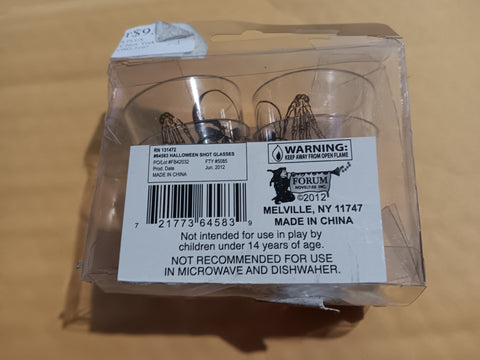 $9.
RN 131472
#64583 HALLOWEEN SHOT GLASSES
PO/Lot #FB42032 FTY #5085
Prod. Date Jun. 2012
MADE IN CHINA
7 21773 64583 9
WARNING:
KEEP AWAY FROM OPEN FLAME
FORUM
NOVELTIES INC.
©2012
MELVILLE, NY 11747
MADE IN CHINA
Not intended for use in play by
children under 14 years of age.
NOT RECOMMENDED FOR USE
IN MICROWAVE AND DISHWAHER.